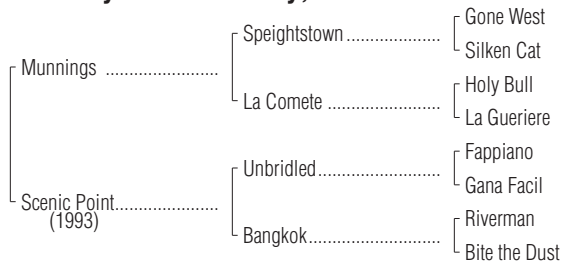 Gone West
Speightstown
Silken Cat
Munnings
Holy Bull
La Comete
La Gueriere
Fappiano
Unbridled
Gana Facil
Scenic Point
(1993)
Riverman
Bangkok
Bite the Dust